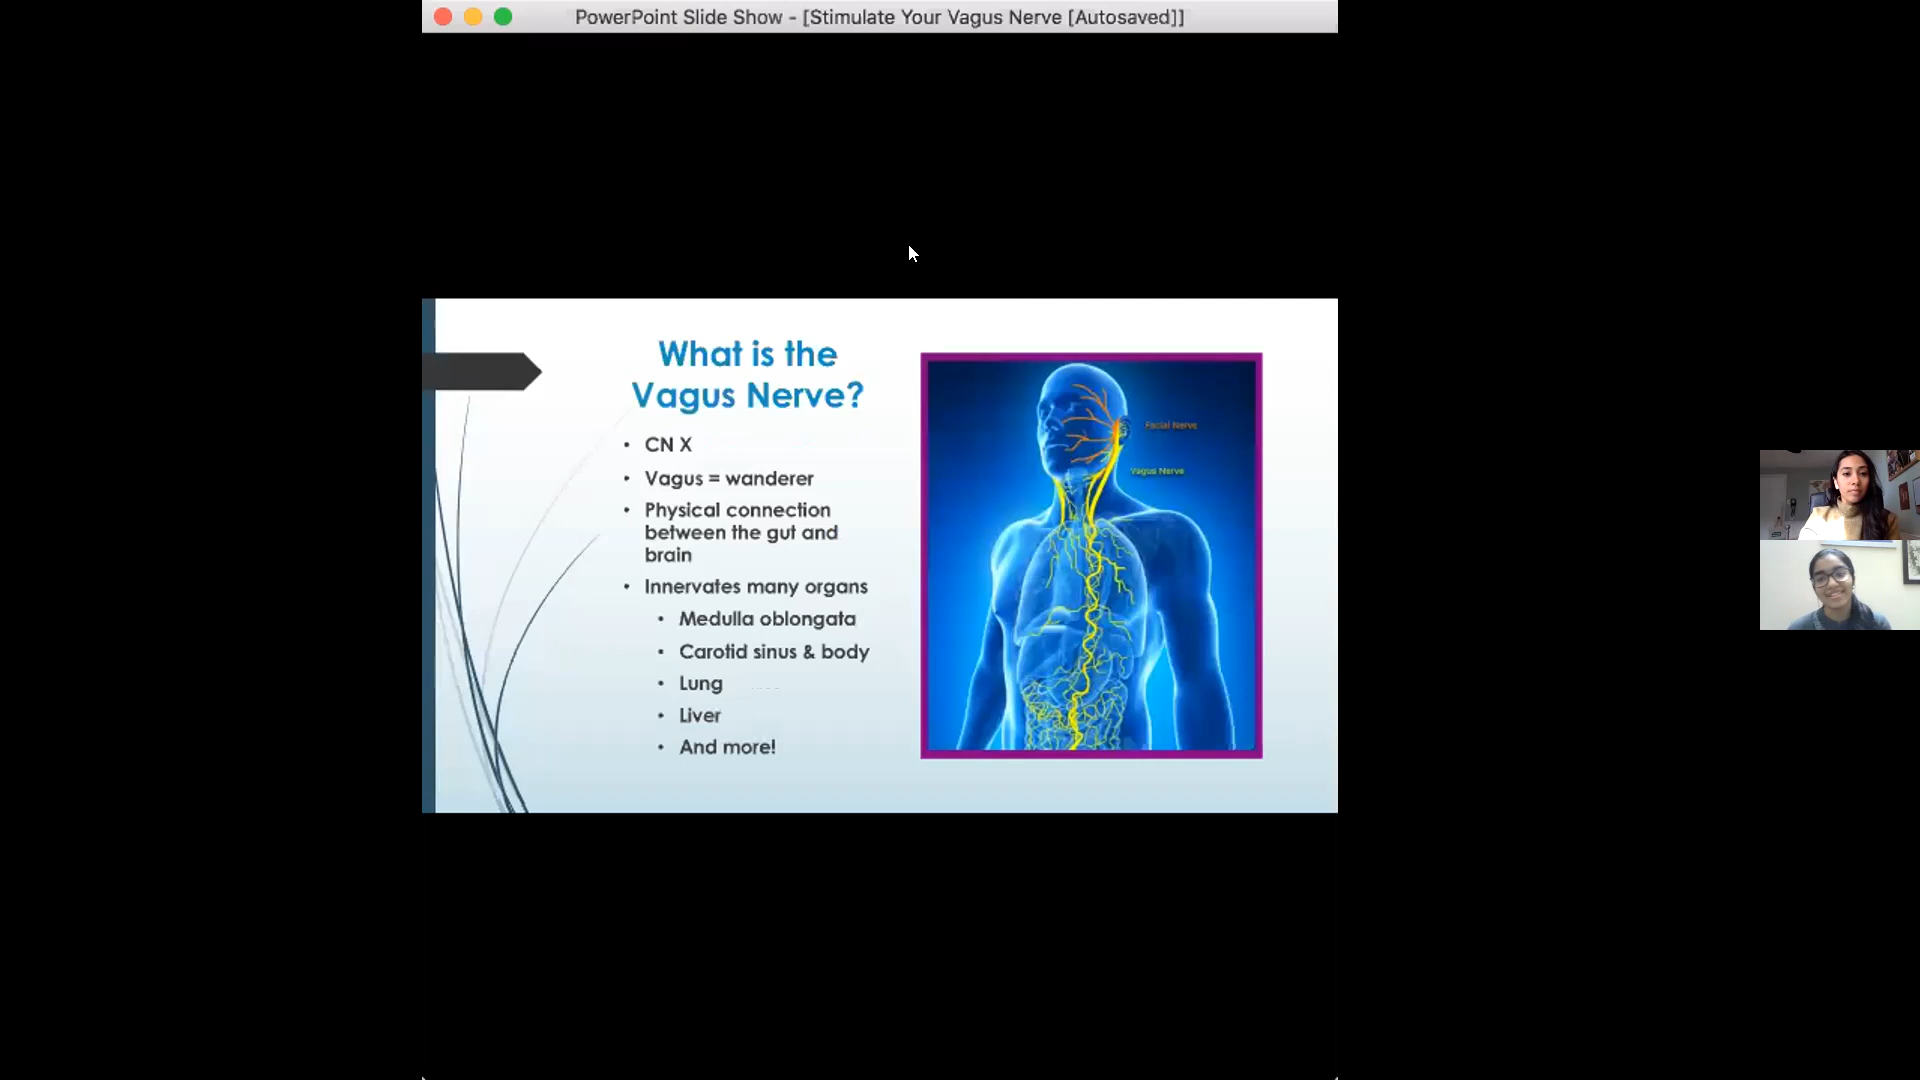 PowerPoint Slide Show - [Stimulate Your Vagus Nerve [Autosaved]]
What is the
Vagus Nerve?
• CN X
• Vagus = wanderer
• Physical connection
between the gut and
brain
• Innervates many organs
• Medulla oblongata
• Carotid sinus & body
• Lung
• Liver
• And more!
Facial Nerve
Vagus Nerve